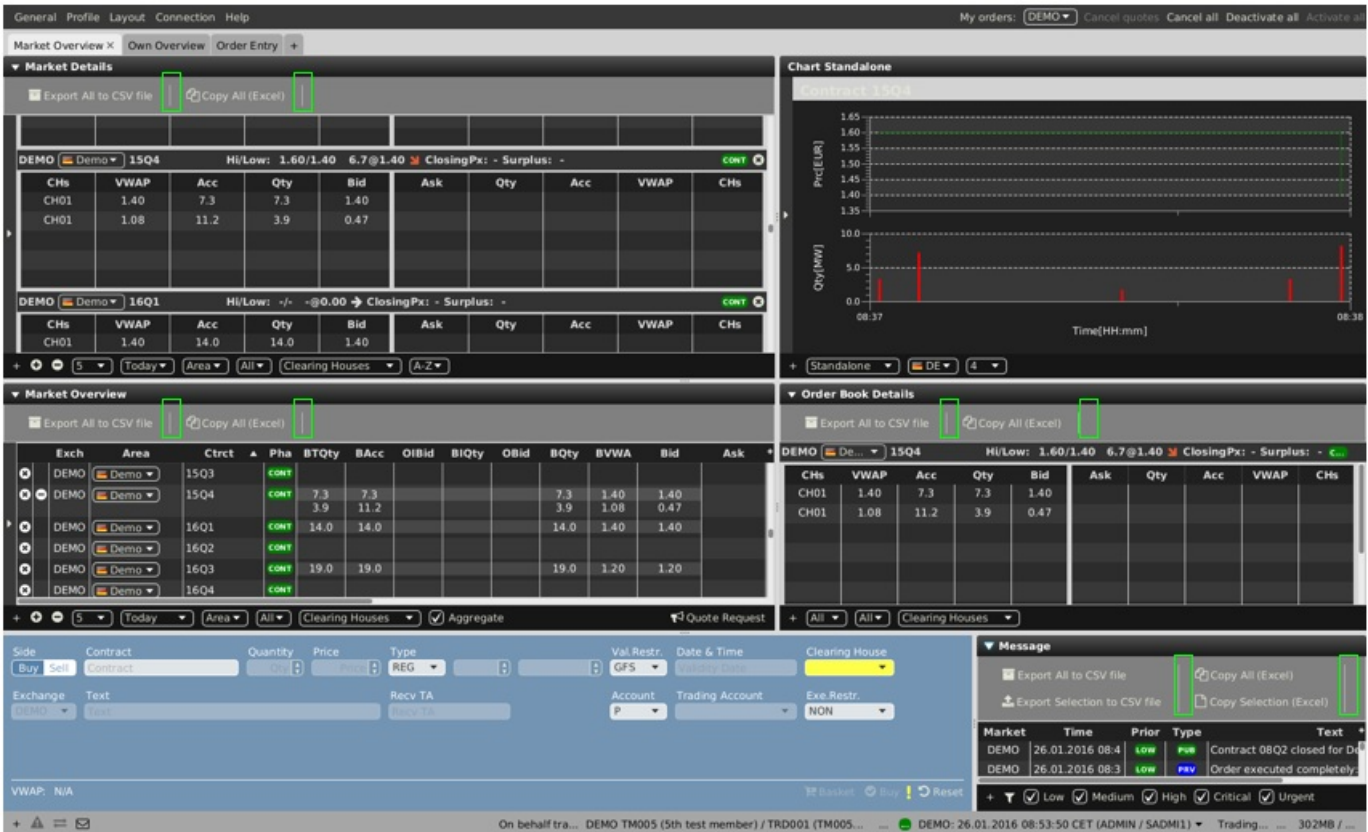 General Profile Layout Connection Help My orders: DEMO Cancel quotes Cancel all Deactivate all Activate all
Market Overview × Own Overview Order Entry +
Market Details
Export All to CSV file Copy All (Excel)
DEMO Demo 15Q4 Hi/Low: 1.60/1.40 6.7@1.40 ClosingPx: - Surplus: - CONT
CHs VWAP Acc Qty Bid Ask Qty Acc VWAP CHs
CH01 1.40 7.3 7.3 1.40
CH01 1.08 11.2 3.9 0.47
DEMO Demo 16Q1 Hi/Low: -/- -@0.00 ClosingPx: - Surplus: - CONT
CHs VWAP Acc Qty Bid Ask Qty Acc VWAP CHs
CH01 1.40 14.0 14.0 1.40
+ 5 Today Area All Clearing Houses A-Z
Chart Standalone
Contract 15Q4
Prc[EUR]
1.65
1.60
1.55
1.50
1.45
1.40
1.35
Qty[MW]
10.0
5.0
0.0
08:37 08:38
Time[HH:mm]
+ Standalone DE 4
Market Overview
Export All to CSV file Copy All (Excel)
Exch Area Ctrct Pha BTQty BAcc OIBid BIQty OBid BQty BVWA Bid Ask
DEMO Demo 15Q3 CONT
DEMO Demo 15Q4 CONT 7.3 7.3 7.3 1.40 1.40
3.9 11.2 3.9 1.08 0.47
DEMO Demo 16Q1 CONT 14.0 14.0 14.0 1.40 1.40
DEMO Demo 16Q2 CONT
DEMO Demo 16Q3 CONT 19.0 19.0 19.0 1.20 1.20
DEMO Demo 16Q4 CONT
+ 5 Today Area All Clearing Houses Aggregate Quote Request
Order Book Details
Export All to CSV file Copy All (Excel)
DEMO De... 15Q4 Hi/Low: 1.60/1.40 6.7@1.40 ClosingPx: - Surplus: - C...
CHs VWAP Acc Qty Bid Ask Qty Acc VWAP CHs
CH01 1.40 7.3 7.3 1.40
CH01 1.08 11.2 3.9 0.47
+ All All Clearing Houses
Side Contract Quantity Price Type Val.Restr. Date & Time Clearing House
Buy Sell Contract Qty Price REG GFS Validity Date
Exchange Text Recv TA Account Trading Account Exe.Restr.
DEMO Text Recv TA P NON
VWAP: N/A Basket Buy ! Reset
Message
Export All to CSV file Copy All (Excel)
Export Selection to CSV file Copy Selection (Excel)
Market Time Prior Type Text
DEMO 26.01.2016 08:4 LOW PUB Contract 08Q2 closed for De
DEMO 26.01.2016 08:3 LOW PRV Order executed completely:
+ Low Medium High Critical Urgent
+ On behalf tra... DEMO TM005 (5th test member) / TRD001 (TM005... ... DEMO: 26.01.2016 08:53:50 CET (ADMIN / SADMI1) Trading... ... 302MB / ...